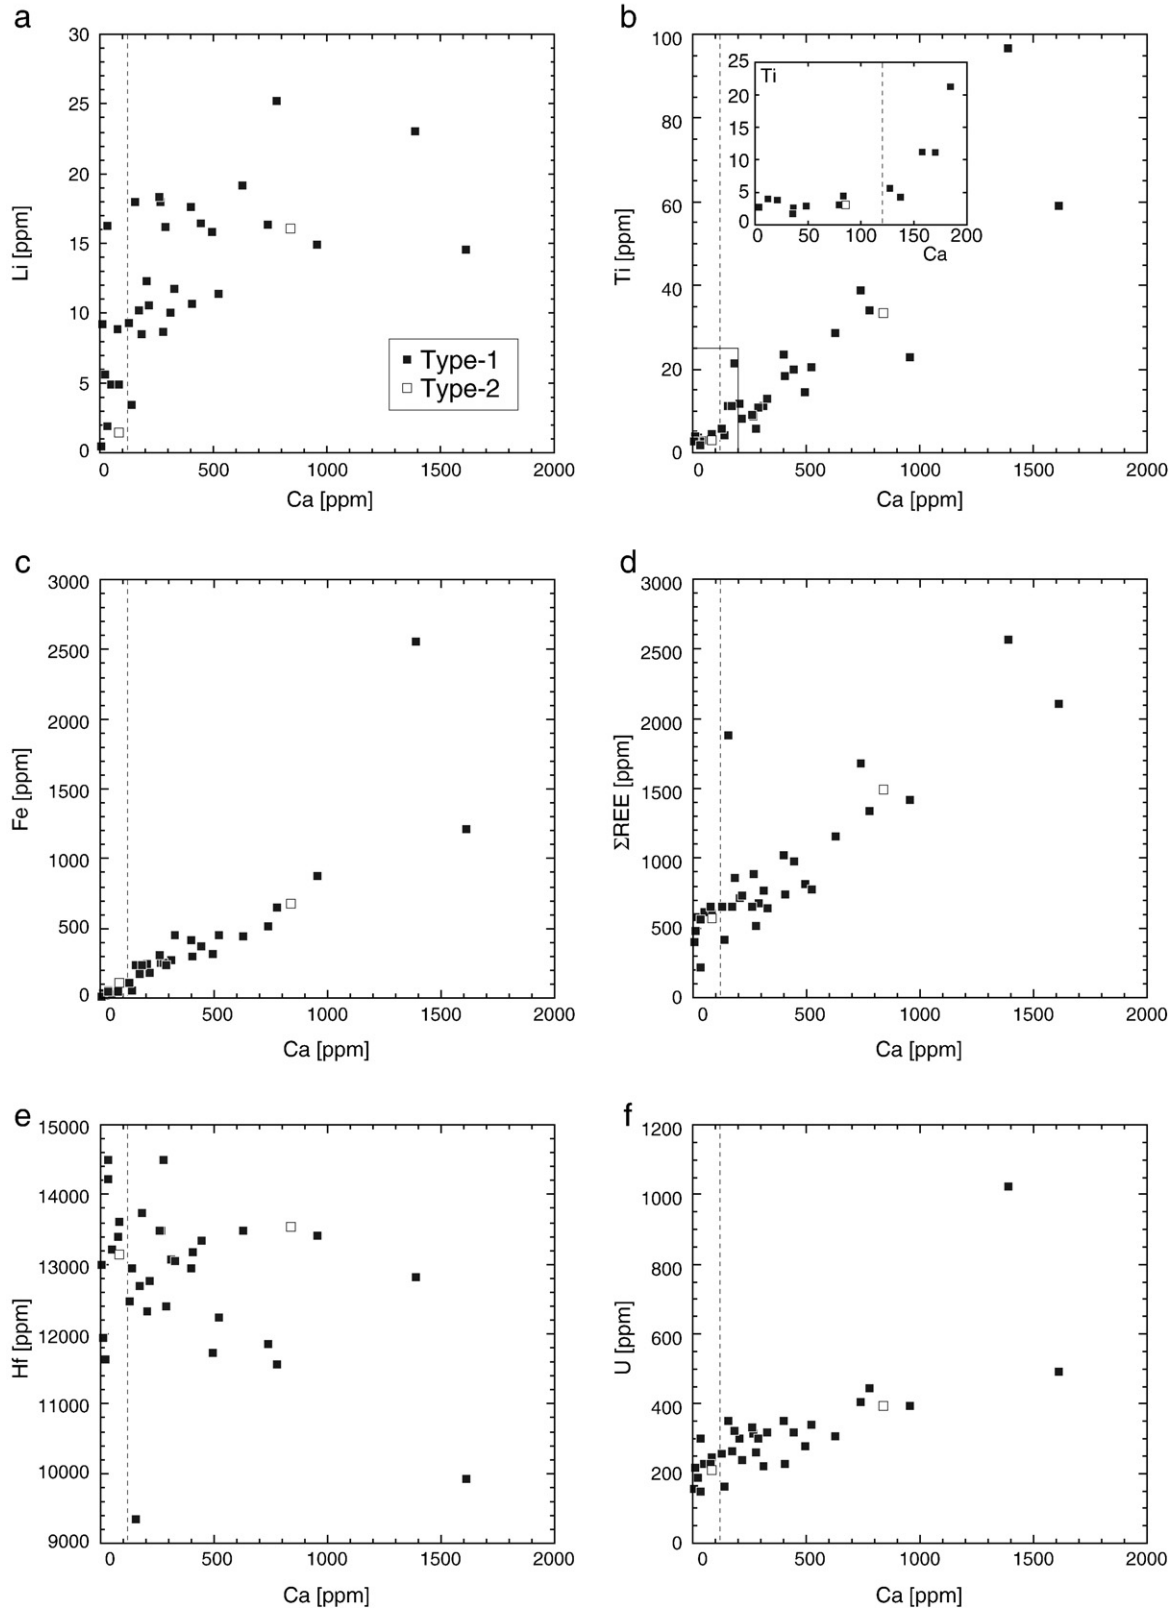 a
30
25
20
15
10
5
0
Li [ppm]
0 500 1000 1500 2000
Ca [ppm]
Type-1
Type-2
b
100
80
60
40
20
0
Ti [ppm]
0 500 1000 1500 2000
Ca [ppm]
Ti
25
20
15
10
5
0
0 50 100 150 200
Ca
c
3000
2500
2000
1500
1000
500
0
Fe [ppm]
0 500 1000 1500 2000
Ca [ppm]
d
3000
2500
2000
1500
1000
500
0
ΣREE [ppm]
0 500 1000 1500 2000
Ca [ppm]
e
15000
14000
13000
12000
11000
10000
9000
Hf [ppm]
0 500 1000 1500 2000
Ca [ppm]
f
1200
1000
800
600
400
200
0
U [ppm]
0 500 1000 1500 2000
Ca [ppm]